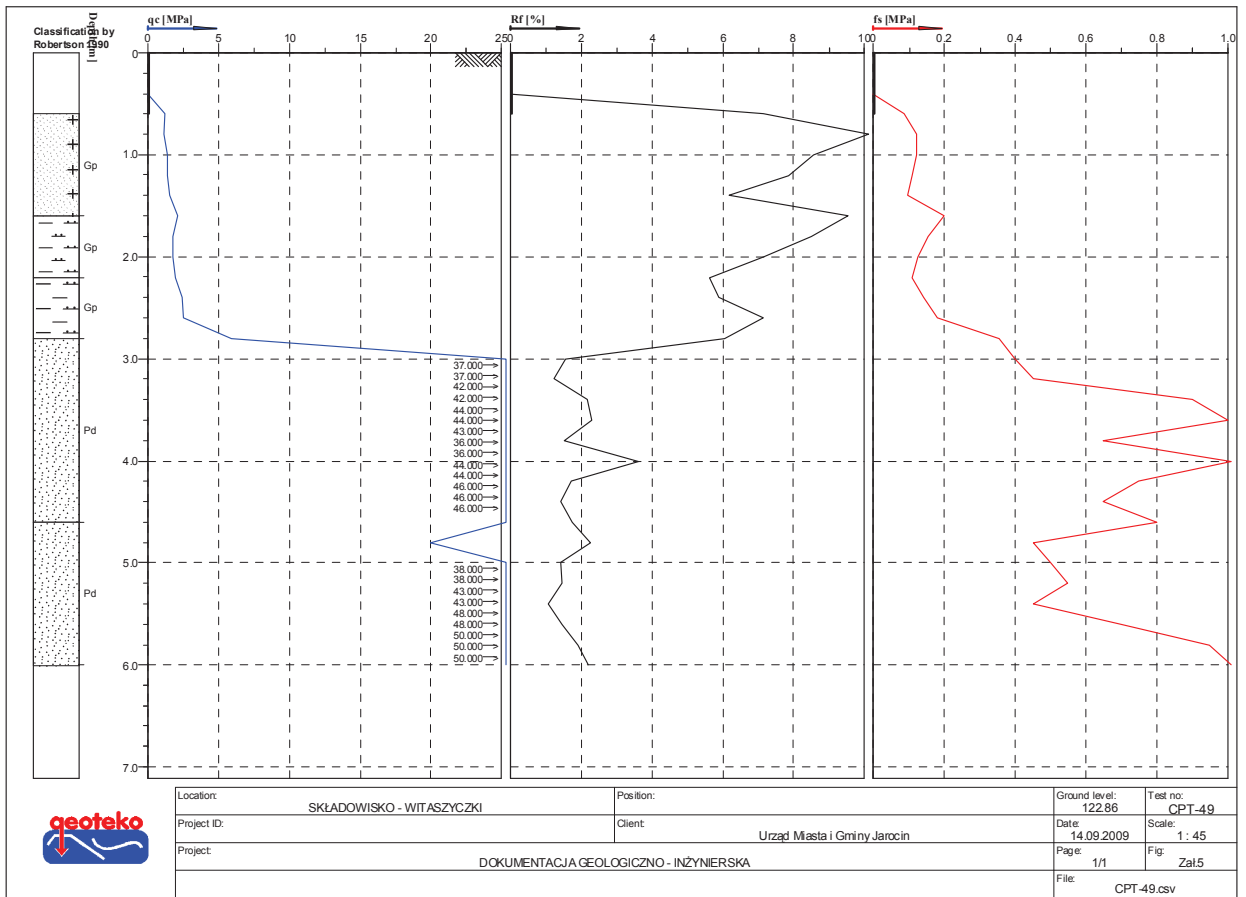 Classification by
Robertson 1990
Depth [m]
qc [MPa]
Rf [%]
fs [MPa]
0 5 10 15 20 25
0 2 4 6 8 10
0 0.2 0.4 0.6 0.8 1.0
0
1.0
2.0
3.0
4.0
5.0
6.0
7.0
Gp
Gp
Gp
Pd
Pd
37.000
37.000
42.000
42.000
44.000
44.000
43.000
36.000
36.000
44.000
44.000
46.000
46.000
46.000
38.000
38.000
43.000
43.000
48.000
48.000
50.000
50.000
50.000
geoteko
Location:
SKŁADOWISKO - WITASZYCZKI
Position:
Ground level:
122.86
Test no:
CPT-49
Project ID:
Client:
Urząd Miasta i Gminy Jarocin
Date:
14.09.2009
Scale:
1 : 45
Project:
DOKUMENTACJA GEOLOGICZNO - INŻYNIERSKA
Page:
1/1
Fig:
Zał.5
File:
CPT-49.csv